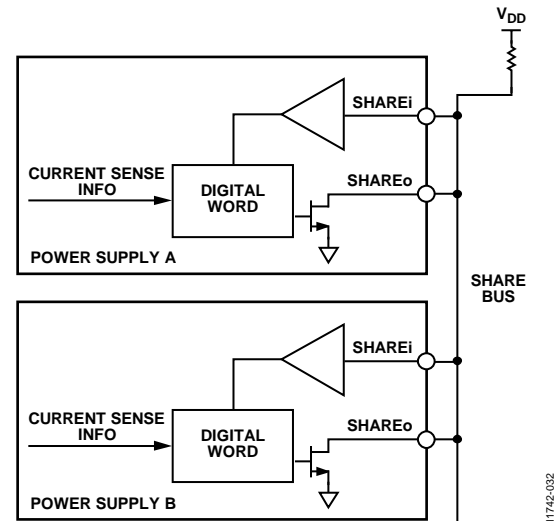 VDD
SHAREi
CURRENT SENSE
INFO
DIGITAL
WORD
SHAREo
POWER SUPPLY A
SHARE
BUS
SHAREi
CURRENT SENSE
INFO
DIGITAL
WORD
SHAREo
POWER SUPPLY B
11742-032